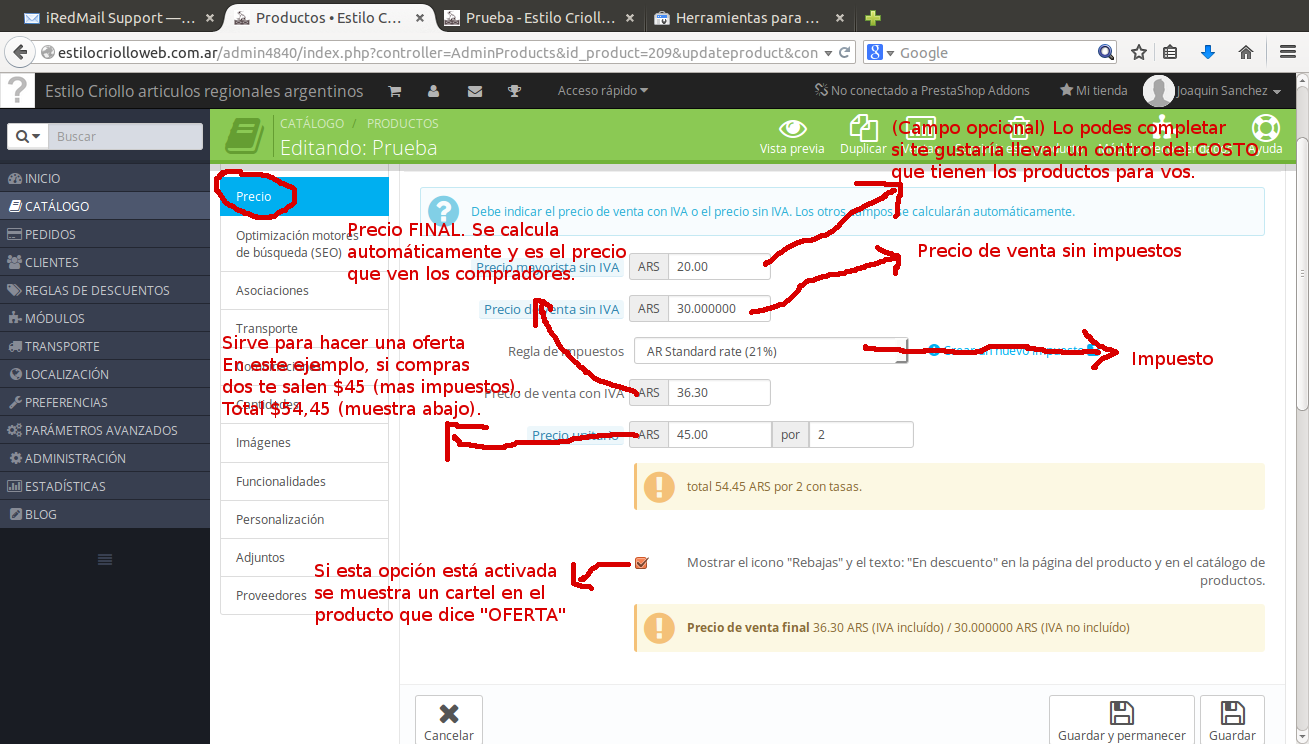 iRedMail Support —...
Productos • Estilo C...
Prueba - Estilo Crioll...
Herramientas para ...
estilocriolloweb.com.ar/admin4840/index.php?controller=AdminProducts&id_product=209&updateproduct&con
Google
Estilo Criollo articulos regionales argentinos
Acceso rápido
No conectado a PrestaShop Addons
Mi tienda
Joaquin Sanchez
Buscar
CATÁLOGO / PRODUCTOS
Editando: Prueba
Vista previa
Duplicar
Ayuda
(Campo opcional) Lo podes completar
si te gustaría llevar un control del COSTO
que tienen los productos para vos.
INICIO
CATÁLOGO
PEDIDOS
CLIENTES
REGLAS DE DESCUENTOS
MÓDULOS
TRANSPORTE
LOCALIZACIÓN
PREFERENCIAS
PARÁMETROS AVANZADOS
ADMINISTRACIÓN
ESTADÍSTICAS
BLOG
Precio
Optimización motores
de búsqueda (SEO)
Asociaciones
Transporte
Combinaciones
Cantidades
Imágenes
Funcionalidades
Personalización
Adjuntos
Proveedores
Debe indicar el precio de venta con IVA o el precio sin IVA. Los otros campos se calcularán automáticamente.
Precio FINAL. Se calcula
automáticamente y es el precio
que ven los compradores.
Precio mayorista sin IVA
ARS
20.00
Precio de venta sin impuestos
Precio de venta sin IVA
ARS
30.000000
Sirve para hacer una oferta
En este ejemplo, si compras
dos te salen $45 (mas impuestos).
Total $54,45 (muestra abajo).
Regla de impuestos
AR Standard rate (21%)
Crear un nuevo impuesto
Impuesto
Precio de venta con IVA
ARS
36.30
Precio unitario
ARS
45.00
por
2
total 54.45 ARS por 2 con tasas.
Si esta opción está activada
se muestra un cartel en el
producto que dice "OFERTA"
Mostrar el icono "Rebajas" y el texto: "En descuento" en la página del producto y en el catálogo de
productos.
Precio de venta final 36.30 ARS (IVA incluído) / 30.000000 ARS (IVA no incluído)
Cancelar
Guardar y permanecer
Guardar